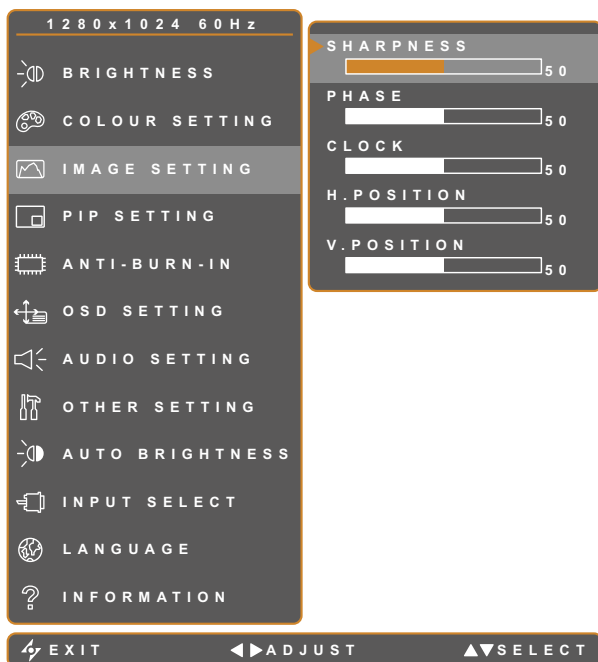 1280x1024 60Hz
BRIGHTNESS
COLOUR SETTING
IMAGE SETTING
PIP SETTING
ANTI-BURN-IN
OSD SETTING
AUDIO SETTING
OTHER SETTING
AUTO BRIGHTNESS
INPUT SELECT
LANGUAGE
INFORMATION
SHARPNESS
50
PHASE
50
CLOCK
50
H.POSITION
50
V.POSITION
50
EXIT ADJUST SELECT